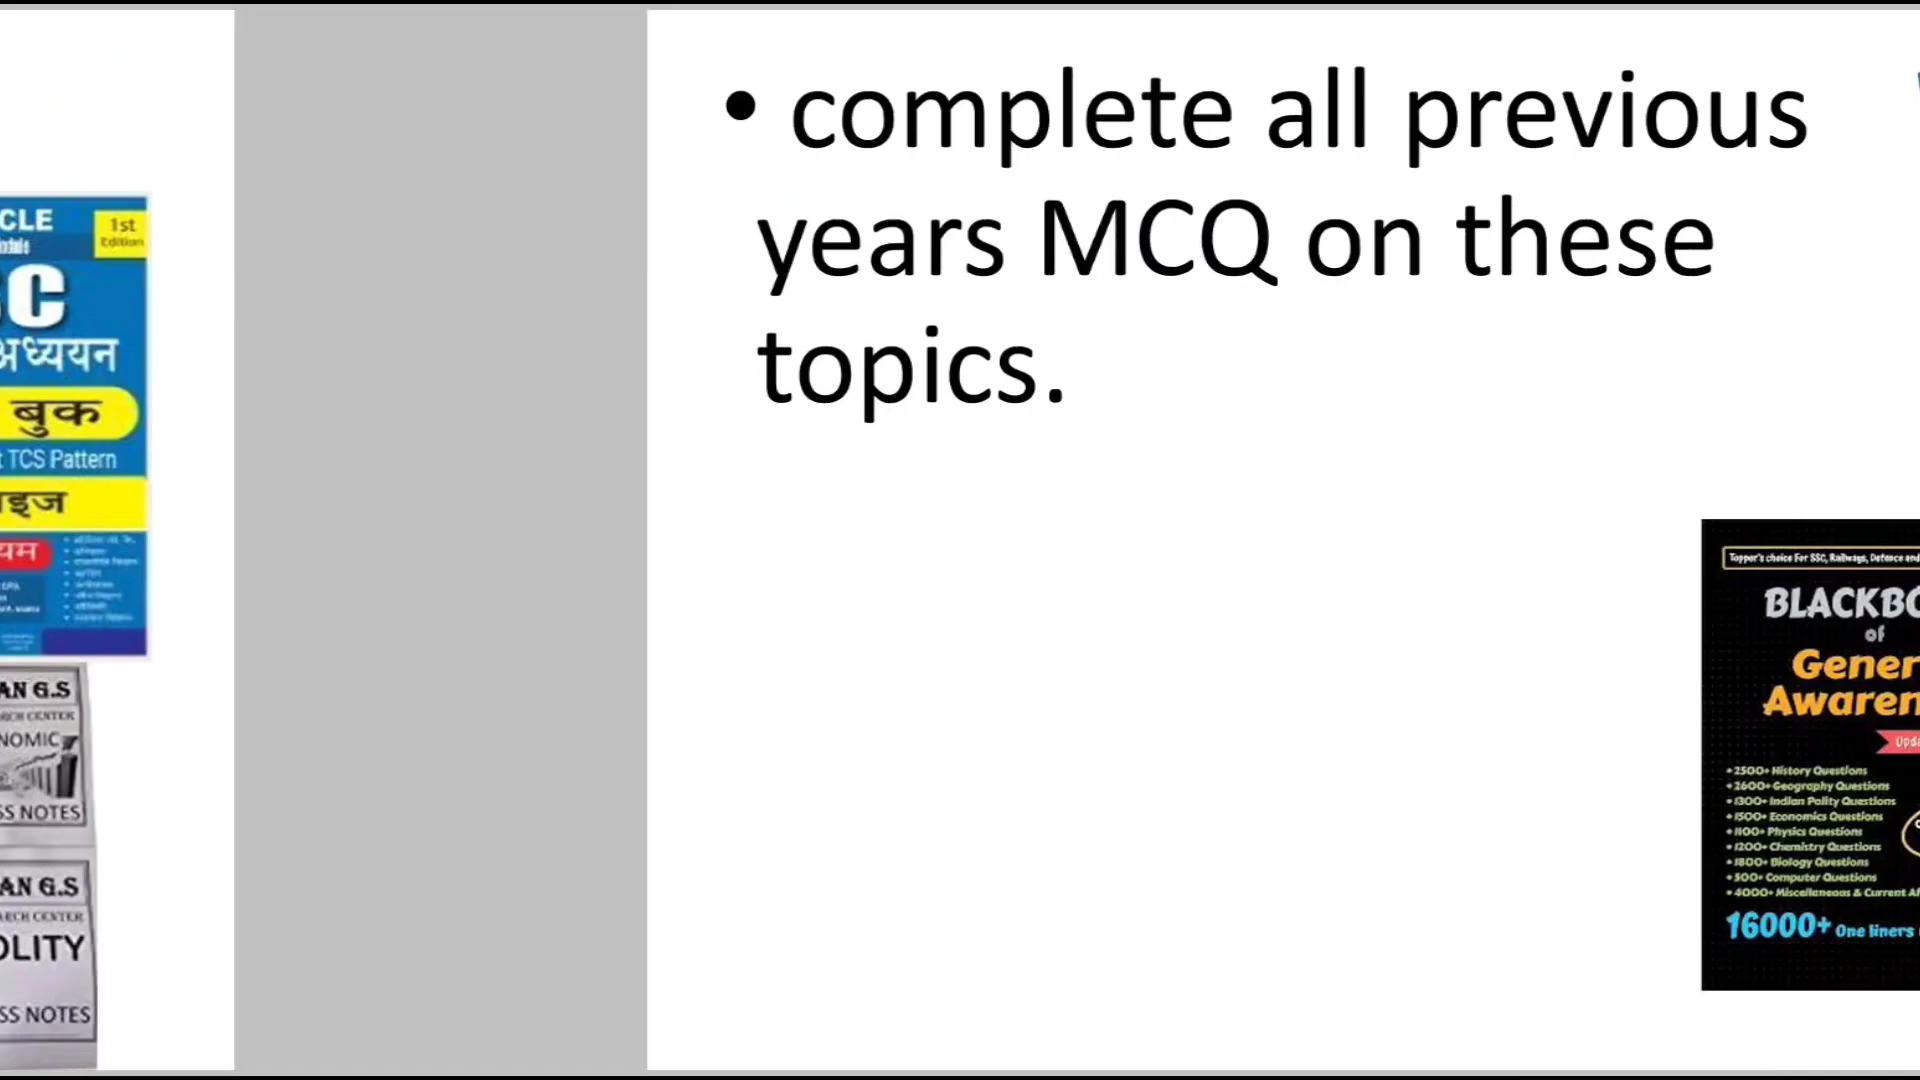 • complete all previous
years MCQ on these
topics.
CLE
1st
Edition
C
अध्ययन
बुक
TCS Pattern
इज
AN G.S
NOMIC
SS NOTES
AN G.S
ARCH CENTER
OLITY
SS NOTES
Topper's choice For SSC, Railways, Defence and
BLACKBO
of
Gener
Awaren
Upda
• 2500+ History Questions
• 2600+ Geography Questions
• 1300+ Indian Polity Questions
• 1500+ Economics Questions
• 1100+ Physics Questions
• 1200+ Chemistry Questions
• 1800+ Biology Questions
• 500+ Computer Questions
• 4000+ Miscellaneous & Current Af
16000+ One liners